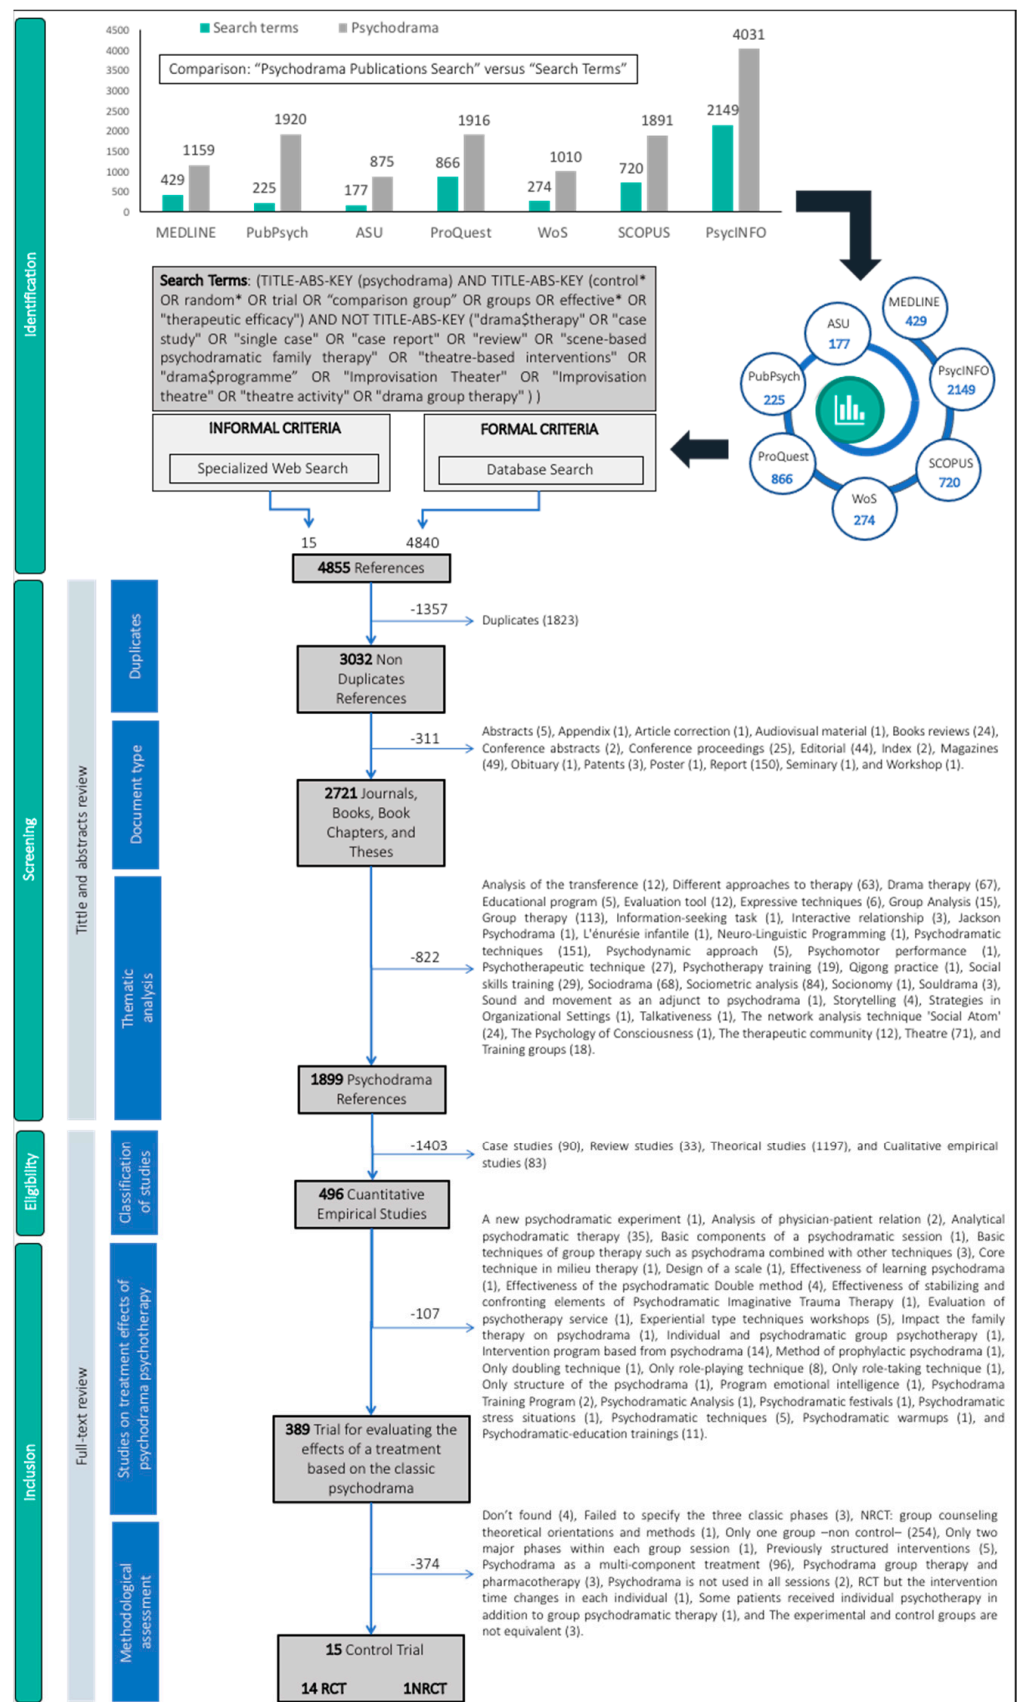 Search terms
Psychodrama
Comparison: “Psychodrama Publications Search” versus “Search Terms”
4500
4000
3500
3000
2500
2000
1500
1000
500
0
429 1159
225 1920
177 875
866 1916
274 1010
720 1891
2149 4031
MEDLINE PubPsych ASU ProQuest WoS SCOPUS PsycINFO
Identification
Search Terms: (TITLE-ABS-KEY (psychodrama) AND TITLE-ABS-KEY (control*
OR random* OR trial OR “comparison group” OR groups OR effective* OR
"therapeutic efficacy") AND NOT TITLE-ABS-KEY ("drama$therapy" OR "case
study" OR "single case" OR "case report" OR "review" OR "scene-based
psychodramatic family therapy" OR "theatre-based interventions" OR
"drama$programme” OR "Improvisation Theater" OR "Improvisation
theatre" OR "theatre activity" OR "drama group therapy" ) )
MEDLINE
429
ASU
177
PsycINFO
2149
PubPsych
225
ProQuest
866
SCOPUS
720
WoS
274
INFORMAL CRITERIA
Specialized Web Search
FORMAL CRITERIA
Database Search
15
4840
4855 References
Screening
Tittle and abstracts review
Duplicates
-1357
Duplicates (1823)
3032 Non
Duplicates
References
Document type
-311
Abstracts (5), Appendix (1), Article correction (1), Audiovisual material (1), Books reviews (24),
Conference abstracts (2), Conference proceedings (25), Editorial (44), Index (2), Magazines
(49), Obituary (1), Patents (3), Poster (1), Report (150), Seminary (1), and Workshop (1).
2721 Journals,
Books, Book
Chapters, and
Theses
Thematic
analysis
-822
Analysis of the transference (12), Different approaches to therapy (63), Drama therapy (67),
Educational program (5), Evaluation tool (12), Expressive techniques (6), Group Analysis (15),
Group therapy (113), Information-seeking task (1), Interactive relationship (3), Jackson
Psychodrama (1), L'énurésie infantile (1), Neuro-Linguistic Programming (1), Psychodramatic
techniques (151), Psychodynamic approach (5), Psychomotor performance (1),
Psychotherapeutic technique (27), Psychotherapy training (19), Qigong practice (1), Social
skills training (29), Sociodrama (68), Sociometric analysis (84), Socionomy (1), Souldrama (3),
Sound and movement as an adjunct to psychodrama (1), Storytelling (4), Strategies in
Organizational Settings (1), Talkativeness (1), The network analysis technique 'Social Atom'
(24), The Psychology of Consciousness (1), The therapeutic community (12), Theatre (71), and
Training groups (18).
1899 Psychodrama
References
Eligibility
Full-text review
Classification
of studies
-1403
Case studies (90), Review studies (33), Theorical studies (1197), and Cualitative empirical
studies (83)
496 Cuantitative
Empirical Studies
Inclusion
Studies on treatment effects of
psychodrama psychotherapy
-107
A new psychodramatic experiment (1), Analysis of physician-patient relation (2), Analytical
psychodramatic therapy (35), Basic components of a psychodramatic session (1), Basic
techniques of group therapy such as psychodrama combined with other techniques (3), Core
technique in milieu therapy (1), Design of a scale (1), Effectiveness of learning psychodrama
(1), Effectiveness of the psychodramatic Double method (4), Effectiveness of stabilizing and
confronting elements of Psychodramatic Imaginative Trauma Therapy (1), Evaluation of
psychotherapy service (1), Experiential type techniques workshops (5), Impact the family
therapy on psychodrama (1), Individual and psychodramatic group psychotherapy (1),
Intervention program based from psychodrama (14), Method of prophylactic psychodrama (1),
Only doubling technique (1), Only role-playing technique (8), Only role-taking technique (1),
Only structure of the psychodrama (1), Program emotional intelligence (1), Psychodrama
Training Program (2), Psychodramatic Analysis (1), Psychodramatic festivals (1), Psychodramatic
stress situations (1), Psychodramatic techniques (5), Psychodramatic warmups (1), and
Psychodramatic-education trainings (11).
389 Trial for evaluating the
effects of a treatment
based on the classic
psychodrama
Methodological
assessment
-374
Don’t found (4), Failed to specify the three classic phases (3), NRCT: group counseling
theoretical orientations and methods (1), Only one group –non control– (254), Only two
major phases within each group session (1), Previously structured interventions (5),
Psychodrama as a multi-component treatment (96), Psychodrama group therapy and
pharmacotherapy (3), Psychodrama is not used in all sessions (2), RCT but the intervention
time changes in each individual (1), Some patients received individual psychotherapy in
addition to group psychodramatic therapy (1), and The experimental and control groups are
not equivalent (3).
15 Control Trial
14 RCT 1NRCT